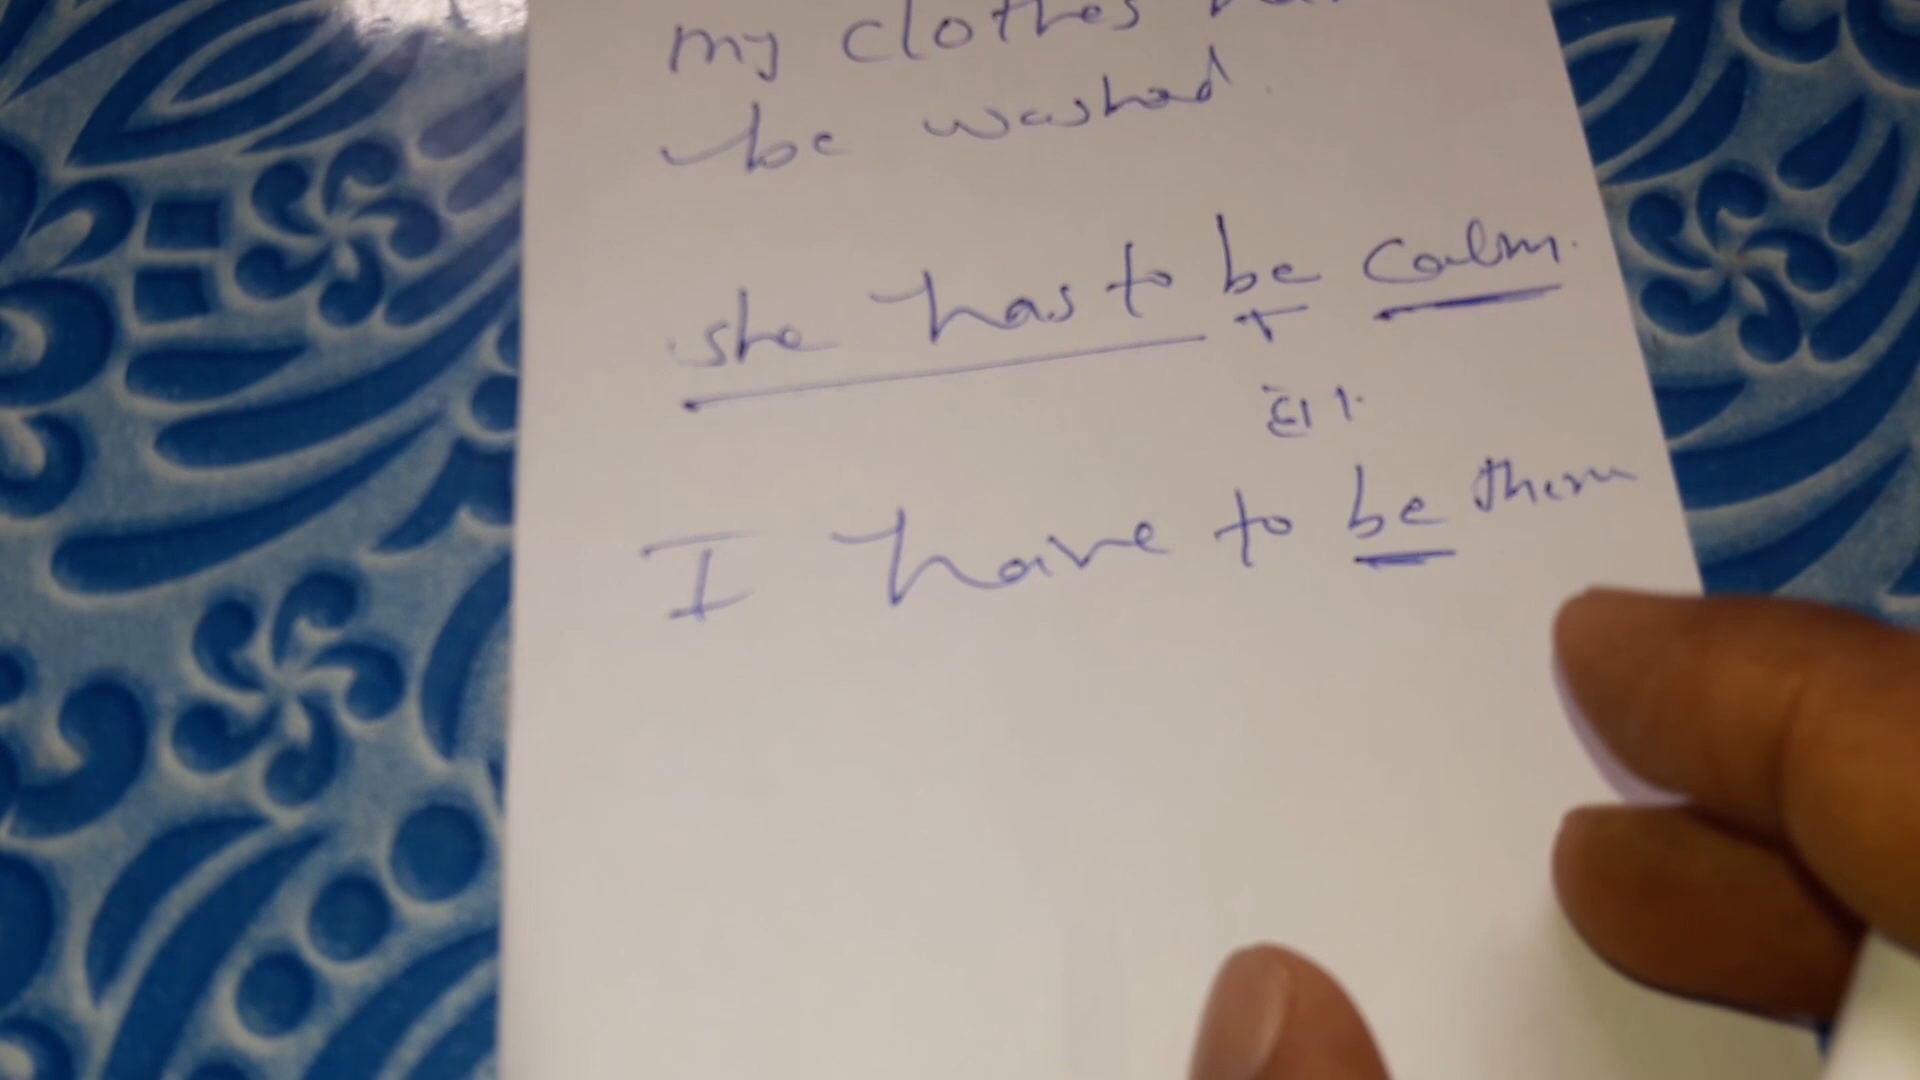 my clothes
be washed.
she has to be calm.
I have to be there